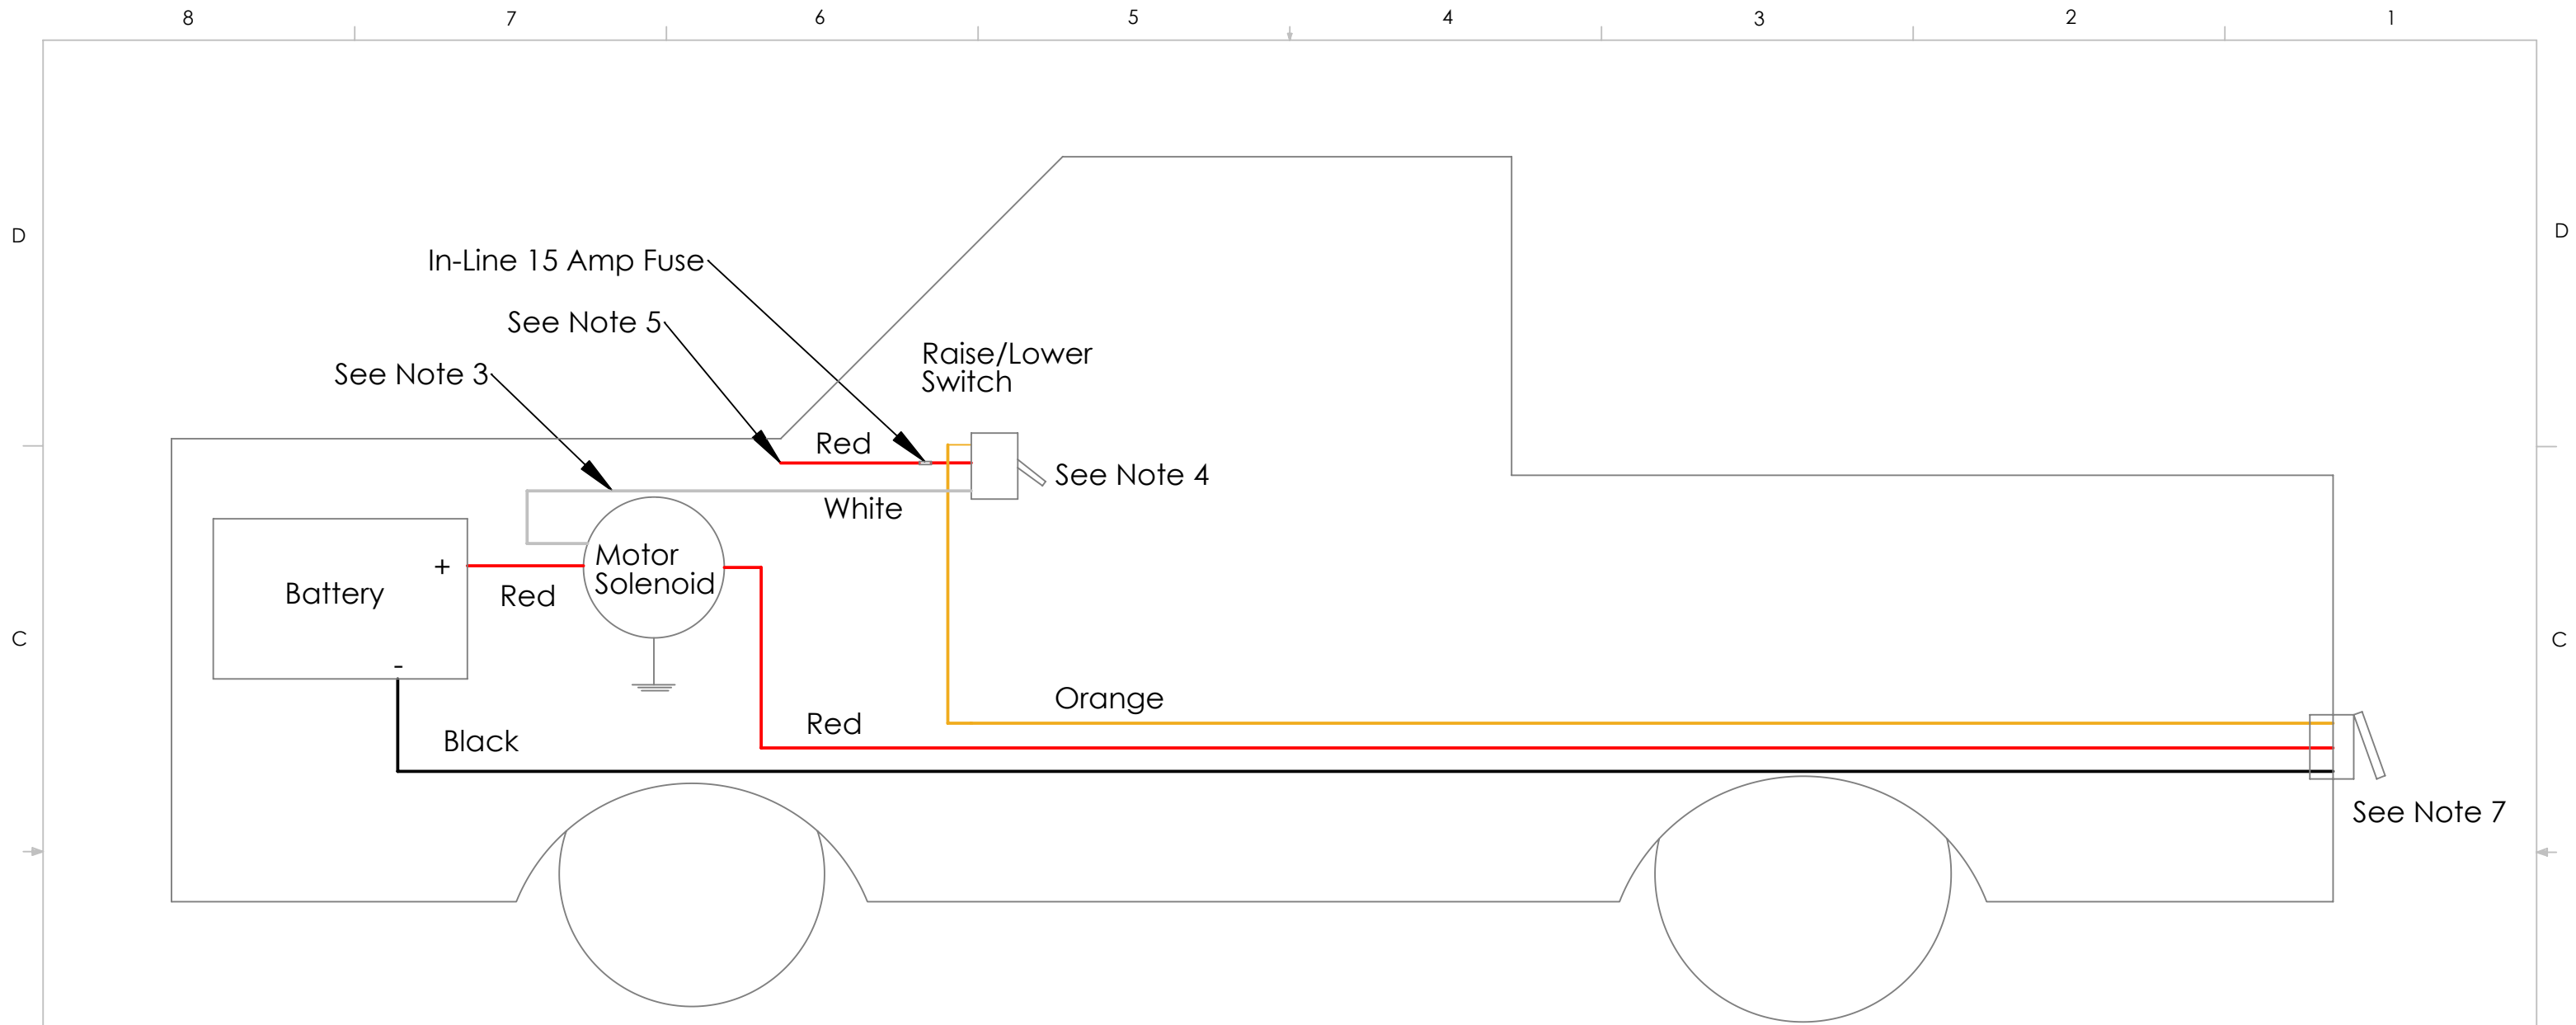 8 7 6 5 4 3 2 1
D D
In-Line 15 Amp Fuse
See Note 5
Raise/Lower
Switch
See Note 3
Red
See Note 4
White
Motor
Solenoid
+
Battery
Red
-
C C
Orange
Red
Black
See Note 7